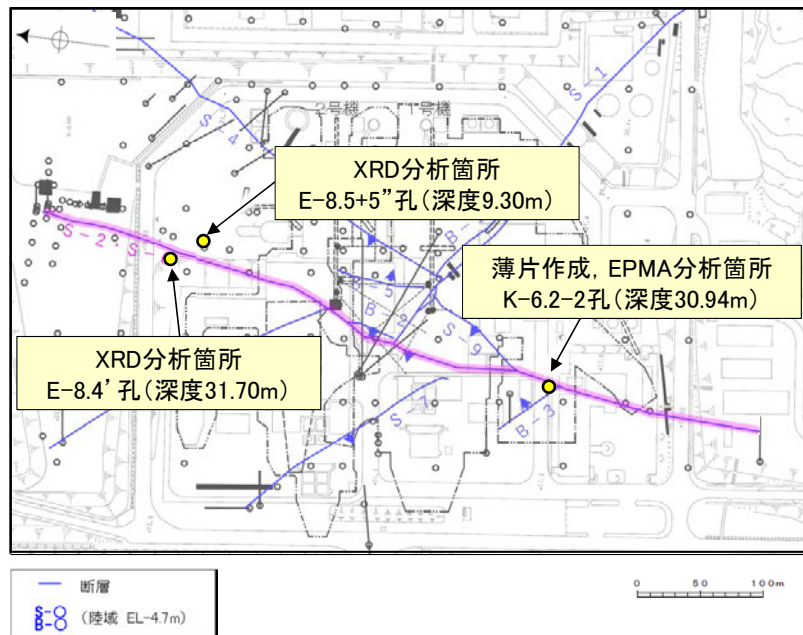 2号機
1号機
S-1
S-4
XRD分析箇所
E-8.5+5”孔(深度9.30m)
S-2
薄片作成, EPMA分析箇所
K-6.2-2孔(深度30.94m)
B-5
B-2
S-9
XRD分析箇所
E-8.4’孔(深度31.70m)
S-7
B-3
断層
S-○
B-○
(陸域 EL-4.7m)
0 50 100m